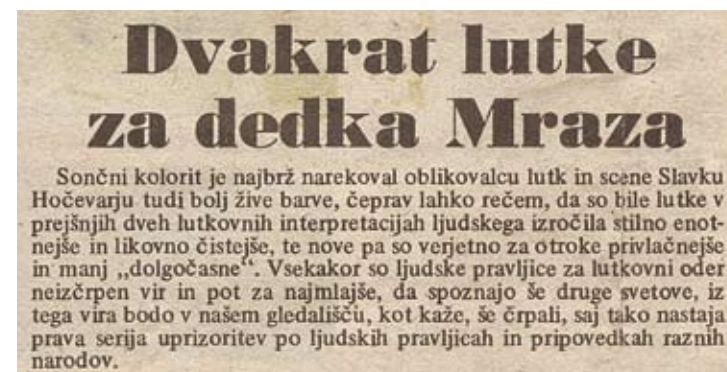 Dvakrat lutke
za dedka Mraza
Sončni kolorit je najbrž narekoval oblikovalcu lutk in scene Slavku
Hočevarju tudi bolj žive barve, čeprav lahko rečem, da so bile lutke v
prejšnjih dveh lutkovnih interpretacijah ljudskega izročila stilno enot-
nejše in likovno čistejše, te nove pa so verjetno za otroke privlačnejše
in manj „dolgočasne“. Vsekakor so ljudske pravljice za lutkovni oder
neizčrpen vir in pot za najmlajše, da spoznajo še druge svetove, iz
tega vira bodo v našem gledališču, kot kaže, še črpali, saj tako nastaja
prava serija uprizoritev po ljudskih pravljicah in pripovedkah raznih
narodov.